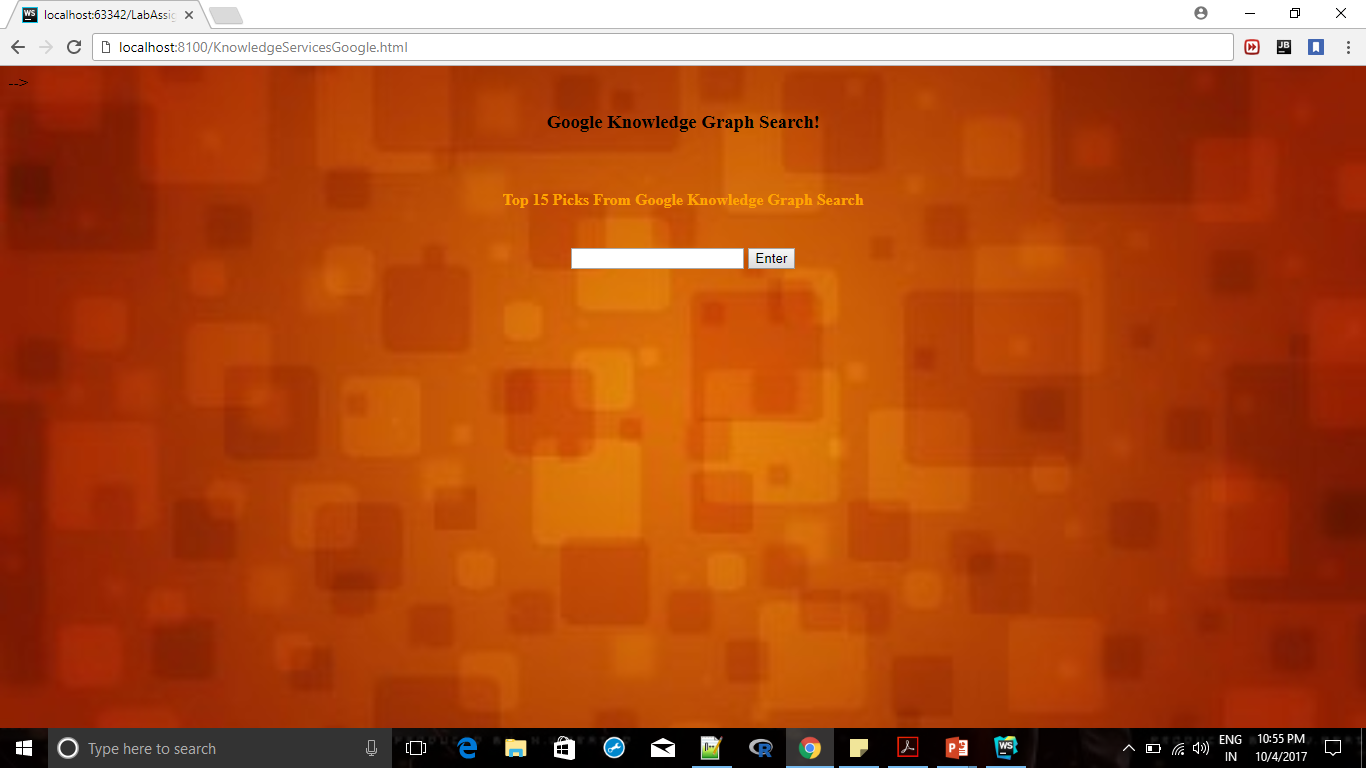 localhost:63342/LabAssig
localhost:8100/KnowledgeServicesGoogle.html
-->
Google Knowledge Graph Search!
Top 15 Picks From Google Knowledge Graph Search
Enter
Type here to search
ENG
IN
10:55 PM
10/4/2017